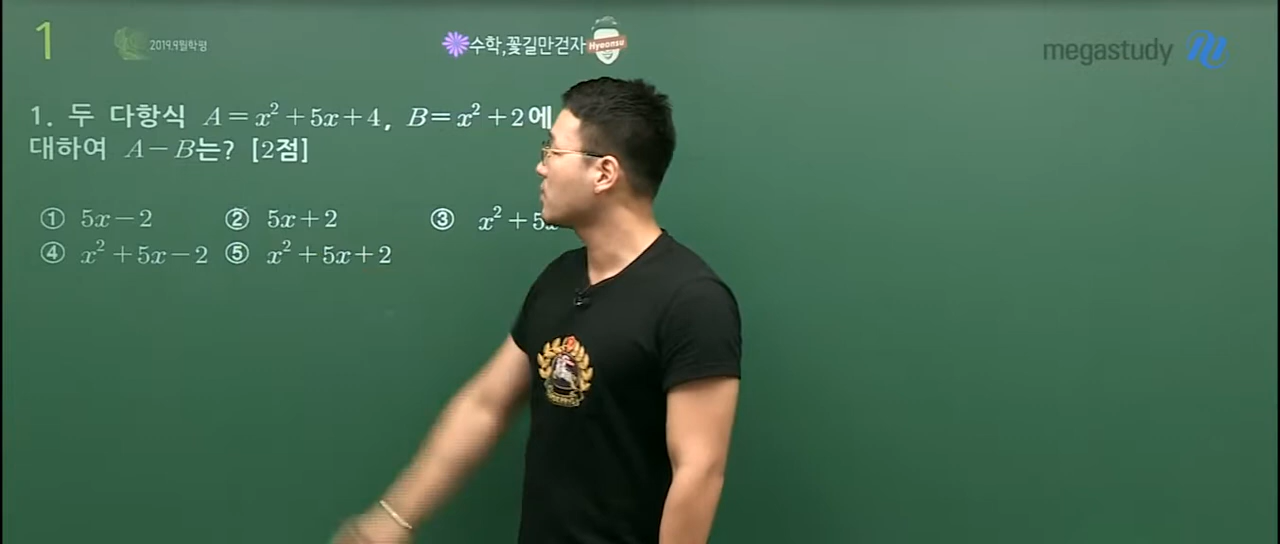 1
2019.9월학평
수학,꽃길만걷자
Hyeonsu
megastudy
1. 두 다항식 A=x²+5x+4, B=x²+2에
대하여 A-B는? [2점]
① 5x-2 ② 5x+2 ③ x²+5x
④ x²+5x-2 ⑤ x²+5x+2